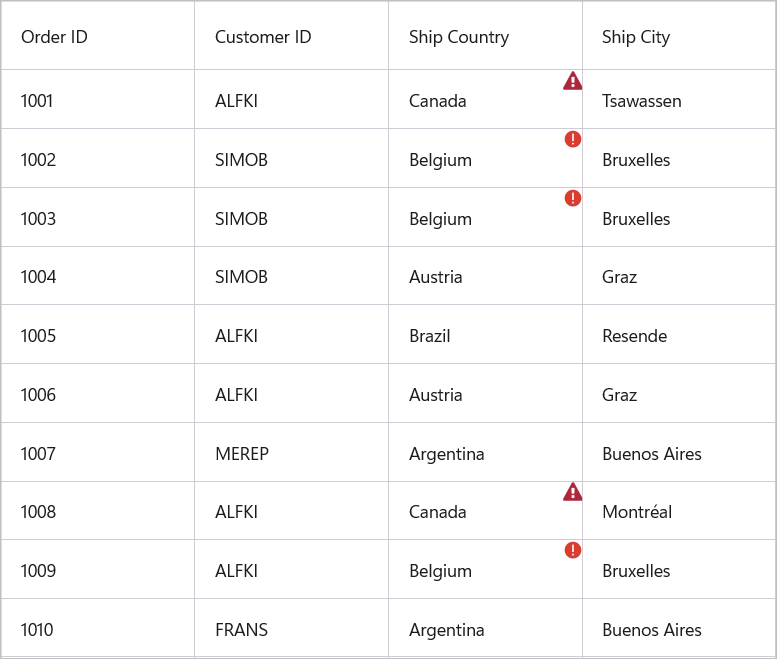 Order ID Customer ID Ship Country Ship City
1001 ALFKI Canada Tsawassen
1002 SIMOB Belgium Bruxelles
1003 SIMOB Belgium Bruxelles
1004 SIMOB Austria Graz
1005 ALFKI Brazil Resende
1006 ALFKI Austria Graz
1007 MEREP Argentina Buenos Aires
1008 ALFKI Canada Montréal
1009 ALFKI Belgium Bruxelles
1010 FRANS Argentina Buenos Aires